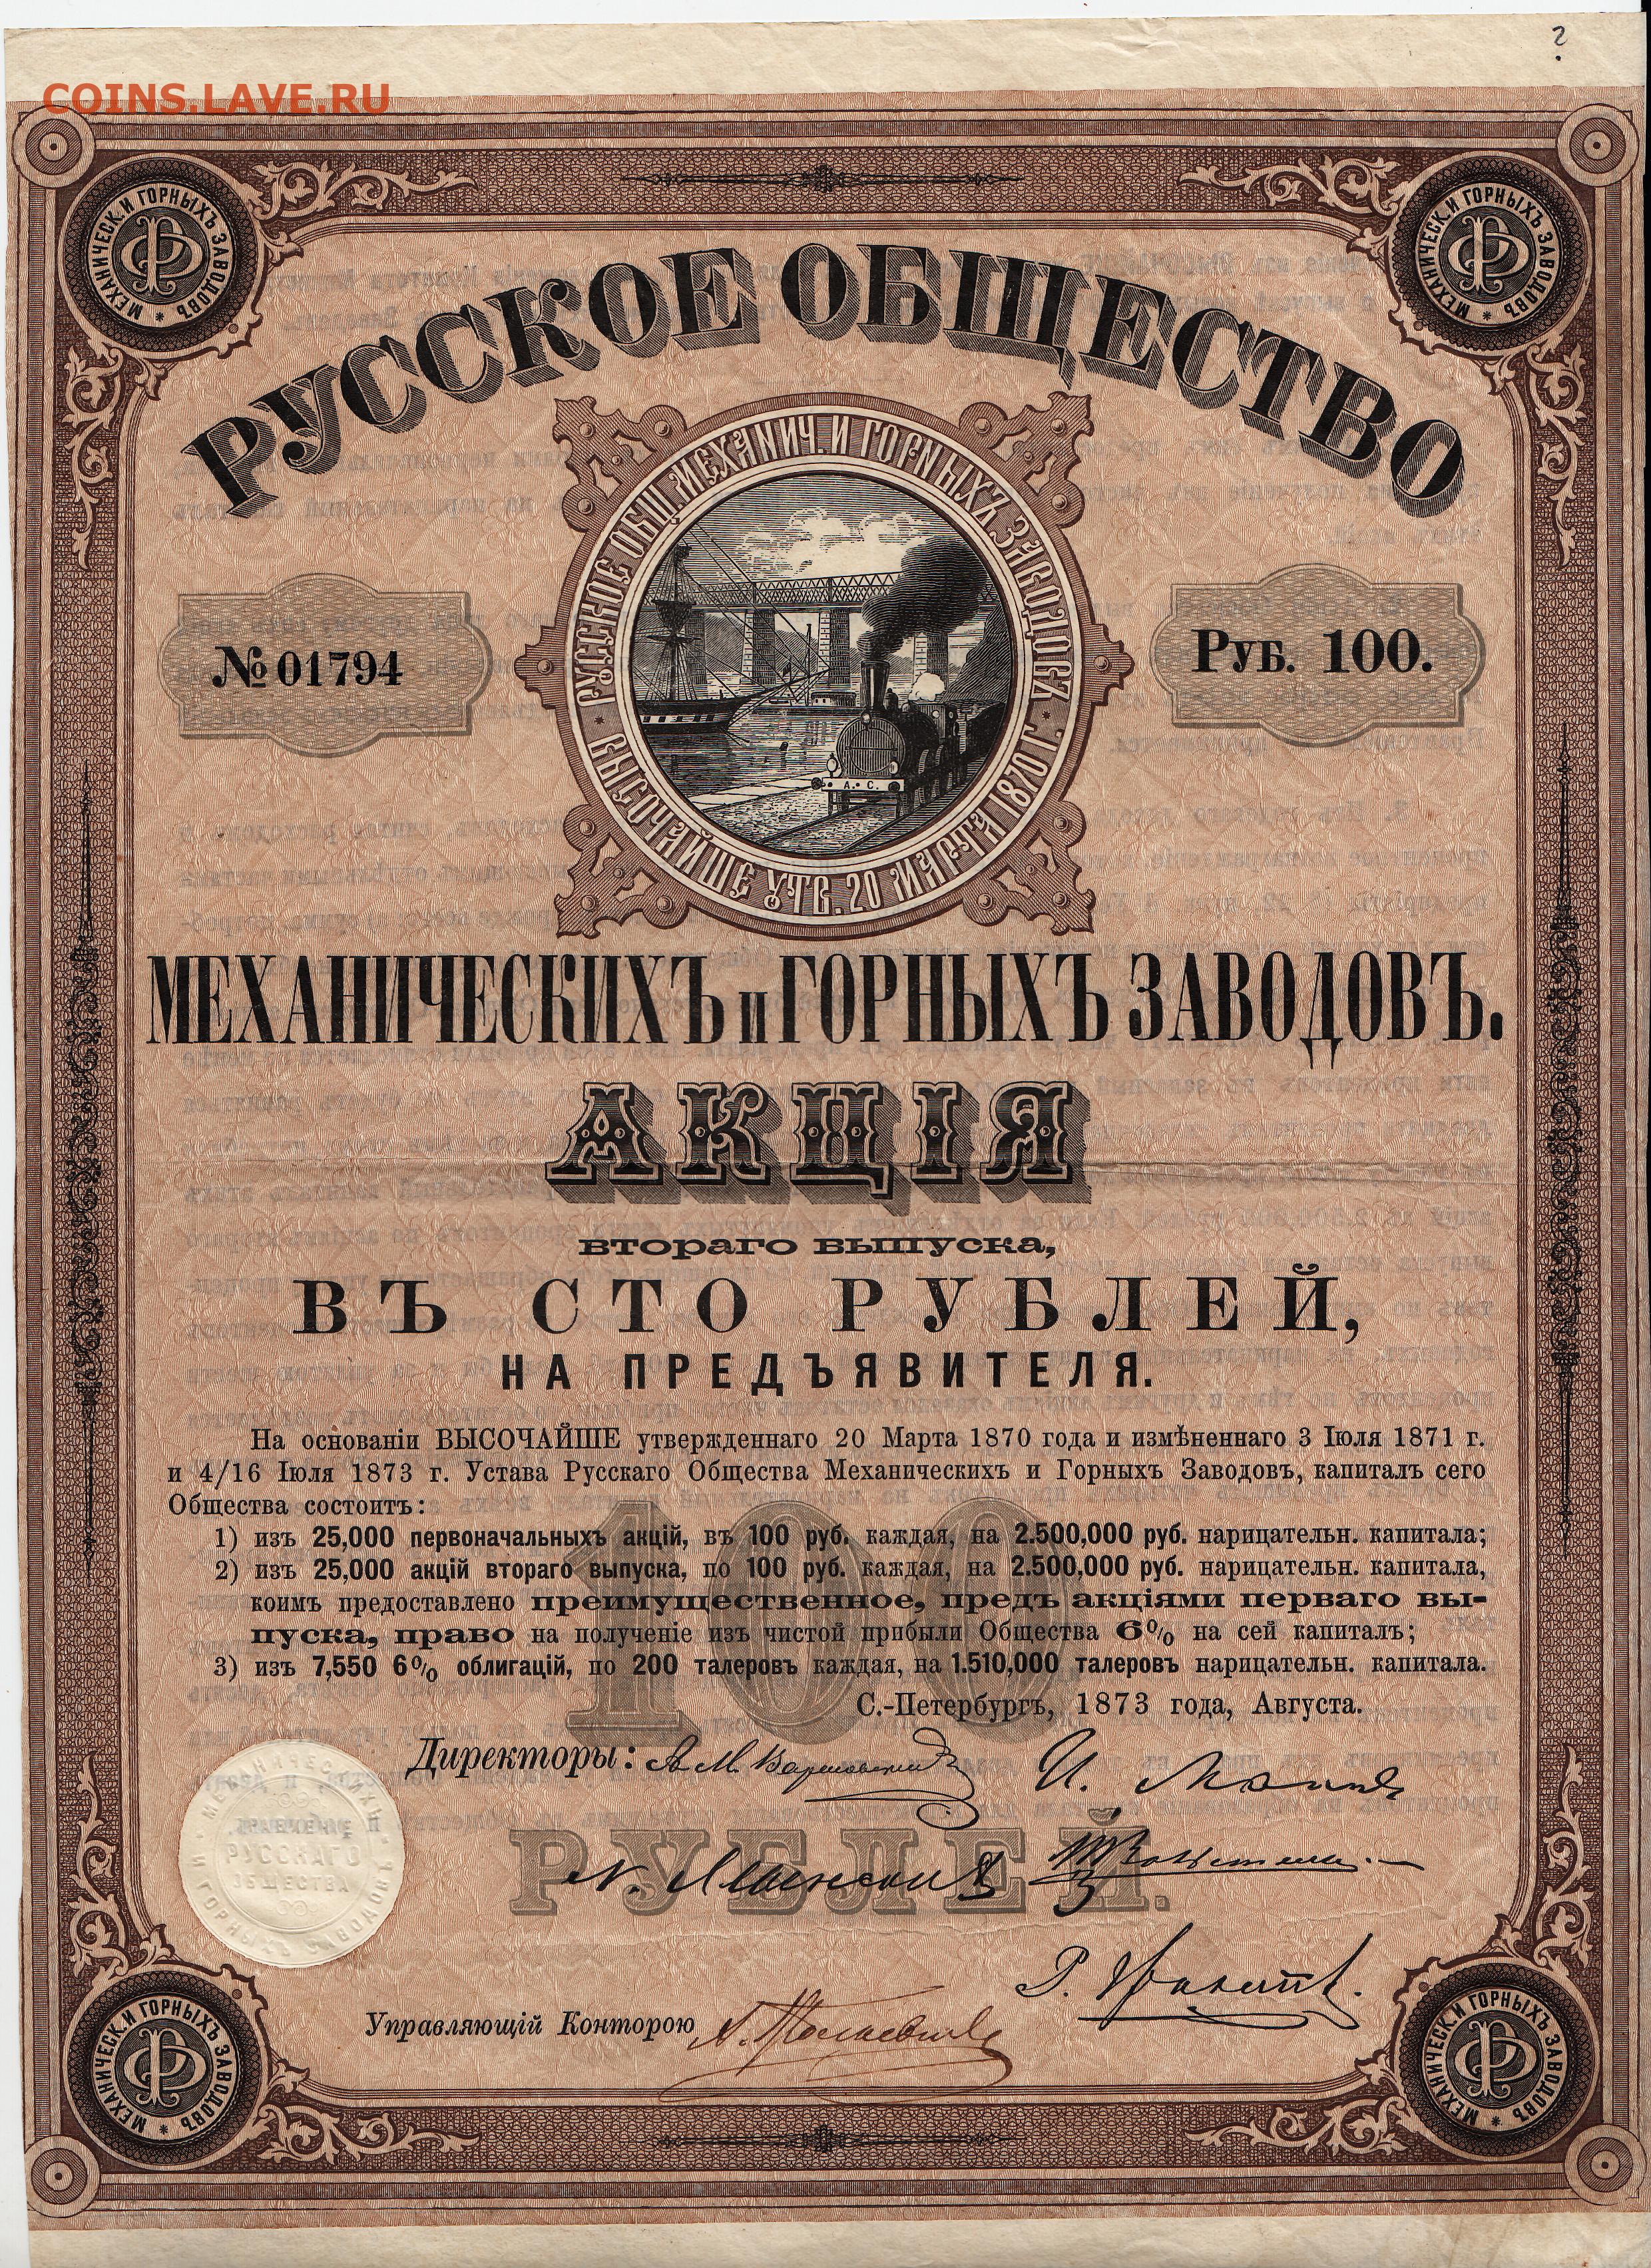 ?
COINS.LAVE.RU
МЕХАНИЧЕСК. И ГОРНЫХЪ ЗАВОДОВЪ *
МЕХАНИЧЕСК. И ГОРНЫХЪ ЗАВОДОВЪ *
РУССКОЕ ОБЩЕСТВО
* РУССКОЕ ОБЩ. МЕХАНИЧ. И ГОРНЫХЪ ЗАВОДОВЪ *
ВЫСОЧАЙШЕ УТВ. 20 МАРТА 1870 Г.
А. С.
№ 01794
Руб. 100.
МЕХАНИЧЕСКИХЪ и ГОРНЫХЪ ЗАВОДОВЪ.
АКЦІЯ
втораго выпуска,
ВЪ СТО РУБЛЕЙ,
НА ПРЕДЪЯВИТЕЛЯ.
На основаніи ВЫСОЧАЙШЕ утвержденнаго 20 Марта 1870 года и измѣненнаго 3 Іюля 1871 г.
и 4/16 Іюля 1873 г. Устава Русскаго Общества Механическихъ и Горныхъ Заводовъ, капиталъ сего
Общества состоитъ:
1) изъ 25,000 первоначальныхъ акцій, въ 100 руб. каждая, на 2.500,000 руб. нарицательн. капитала;
2) изъ 25,000 акцій втораго выпуска, по 100 руб. каждая, на 2.500,000 руб. нарицательн. капитала,
коимъ предоставлено преимущественное, предъ акціями перваго вы-
пуска, право на полученіе изъ чистой прибыли Общества 6% на сей капиталъ;
3) изъ 7,550 6% облигацій, по 200 талеровъ каждая, на 1.510,000 талеровъ нарицательн. капитала.
100
С.-Петербургъ, 1873 года, Августа.
Директоры: А. М. Варшавскій
РУБЛЕЙ.
МЕХАНИЧЕСКИХЪ И ГОРНЫХЪ ЗАВОДОВЪ
РУССКАГО
ОБЩЕСТВА
Управляющій Конторою
МЕХАНИЧЕСК. И ГОРНЫХЪ ЗАВОДОВЪ *
МЕХАНИЧЕСК. И ГОРНЫХЪ ЗАВОДОВЪ *